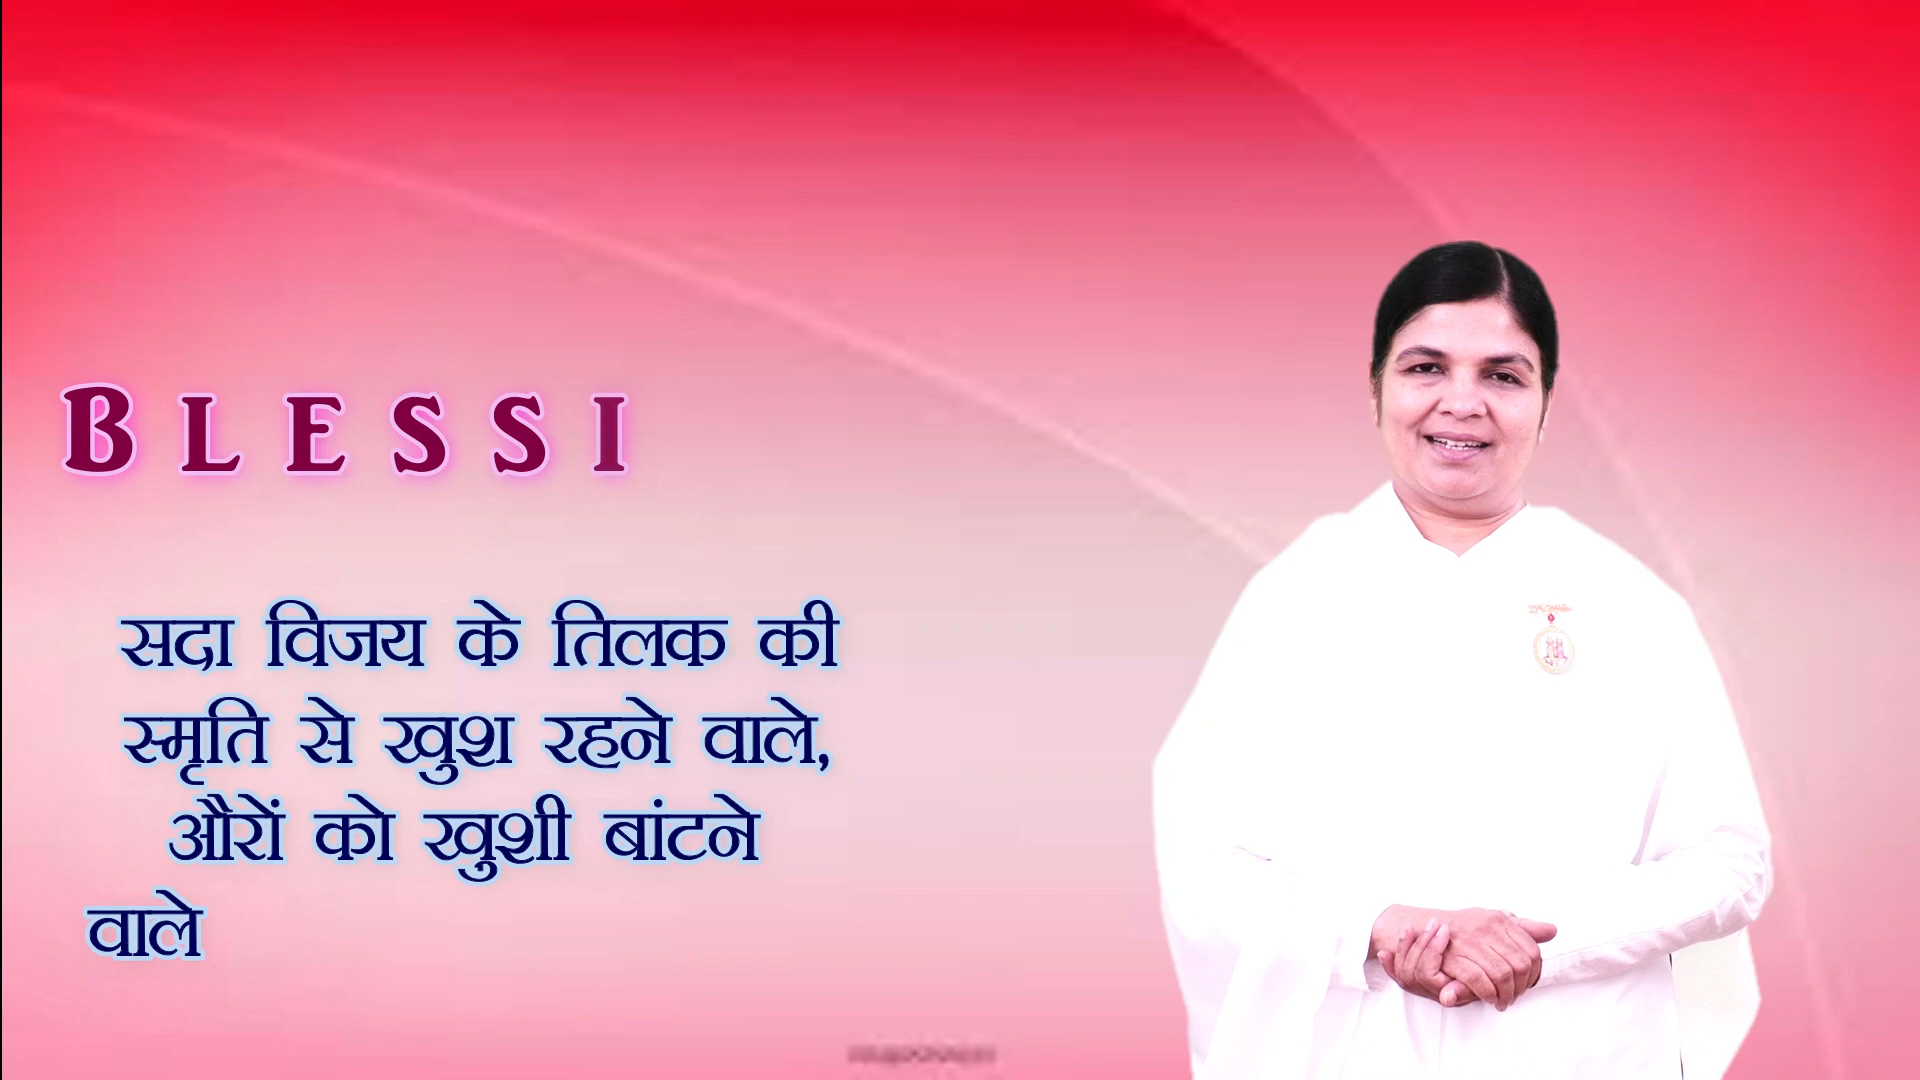 BLESSI
सदा विजय के तिलक की
स्मृति से खुश रहने वाले,
औरों को खुशी बांटने
वाले